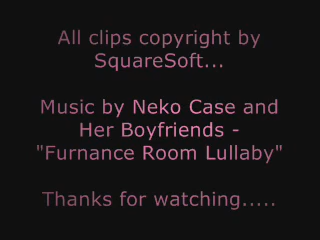 All clips copyright by
SquareSoft...
Music by Neko Case and
Her Boyfriends -
"Furnance Room Lullaby"
Thanks for watching.....